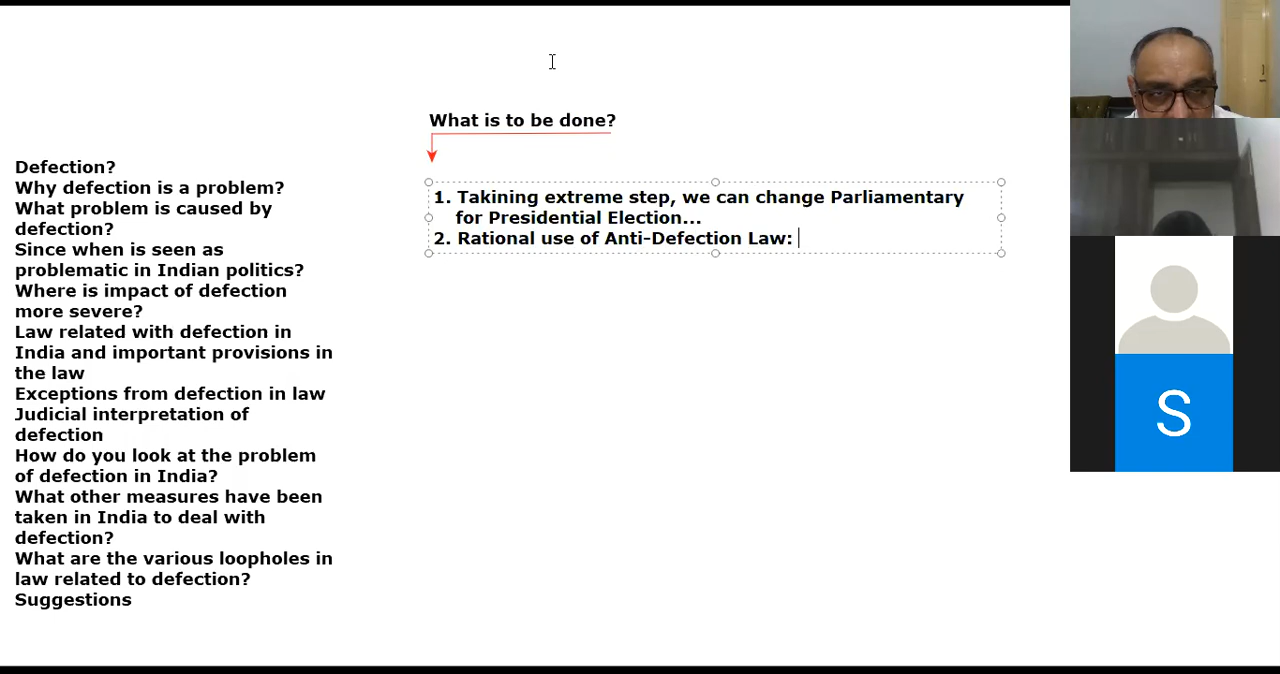 What is to be done?
Defection?
Why defection is a problem?
What problem is caused by
defection?
Since when is seen as
problematic in Indian politics?
Where is impact of defection
more severe?
Law related with defection in
India and important provisions in
the law
Exceptions from defection in law
Judicial interpretation of
defection
How do you look at the problem
of defection in India?
What other measures have been
taken in India to deal with
defection?
What are the various loopholes in
law related to defection?
Suggestions
1. Takining extreme step, we can change Parliamentary
for Presidential Election...
2. Rational use of Anti-Defection Law:
S